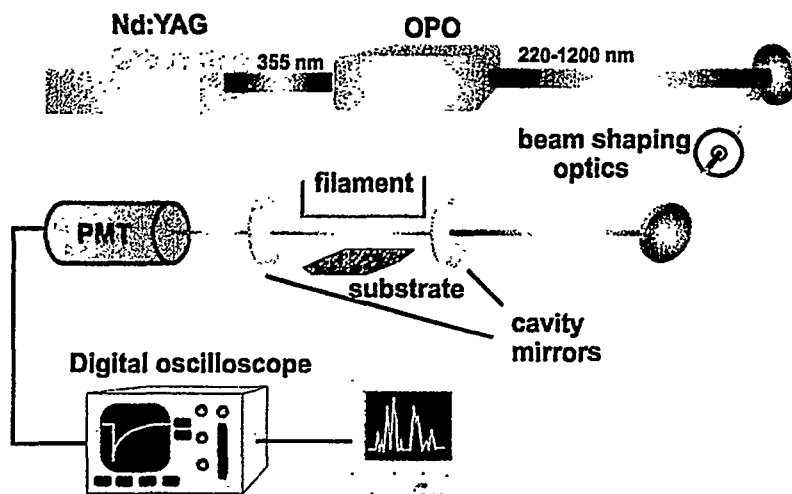 Nd:YAG
OPO
355 nm
220-1200 nm
beam shaping
optics
filament
PMT
substrate
cavity
mirrors
Digital oscilloscope